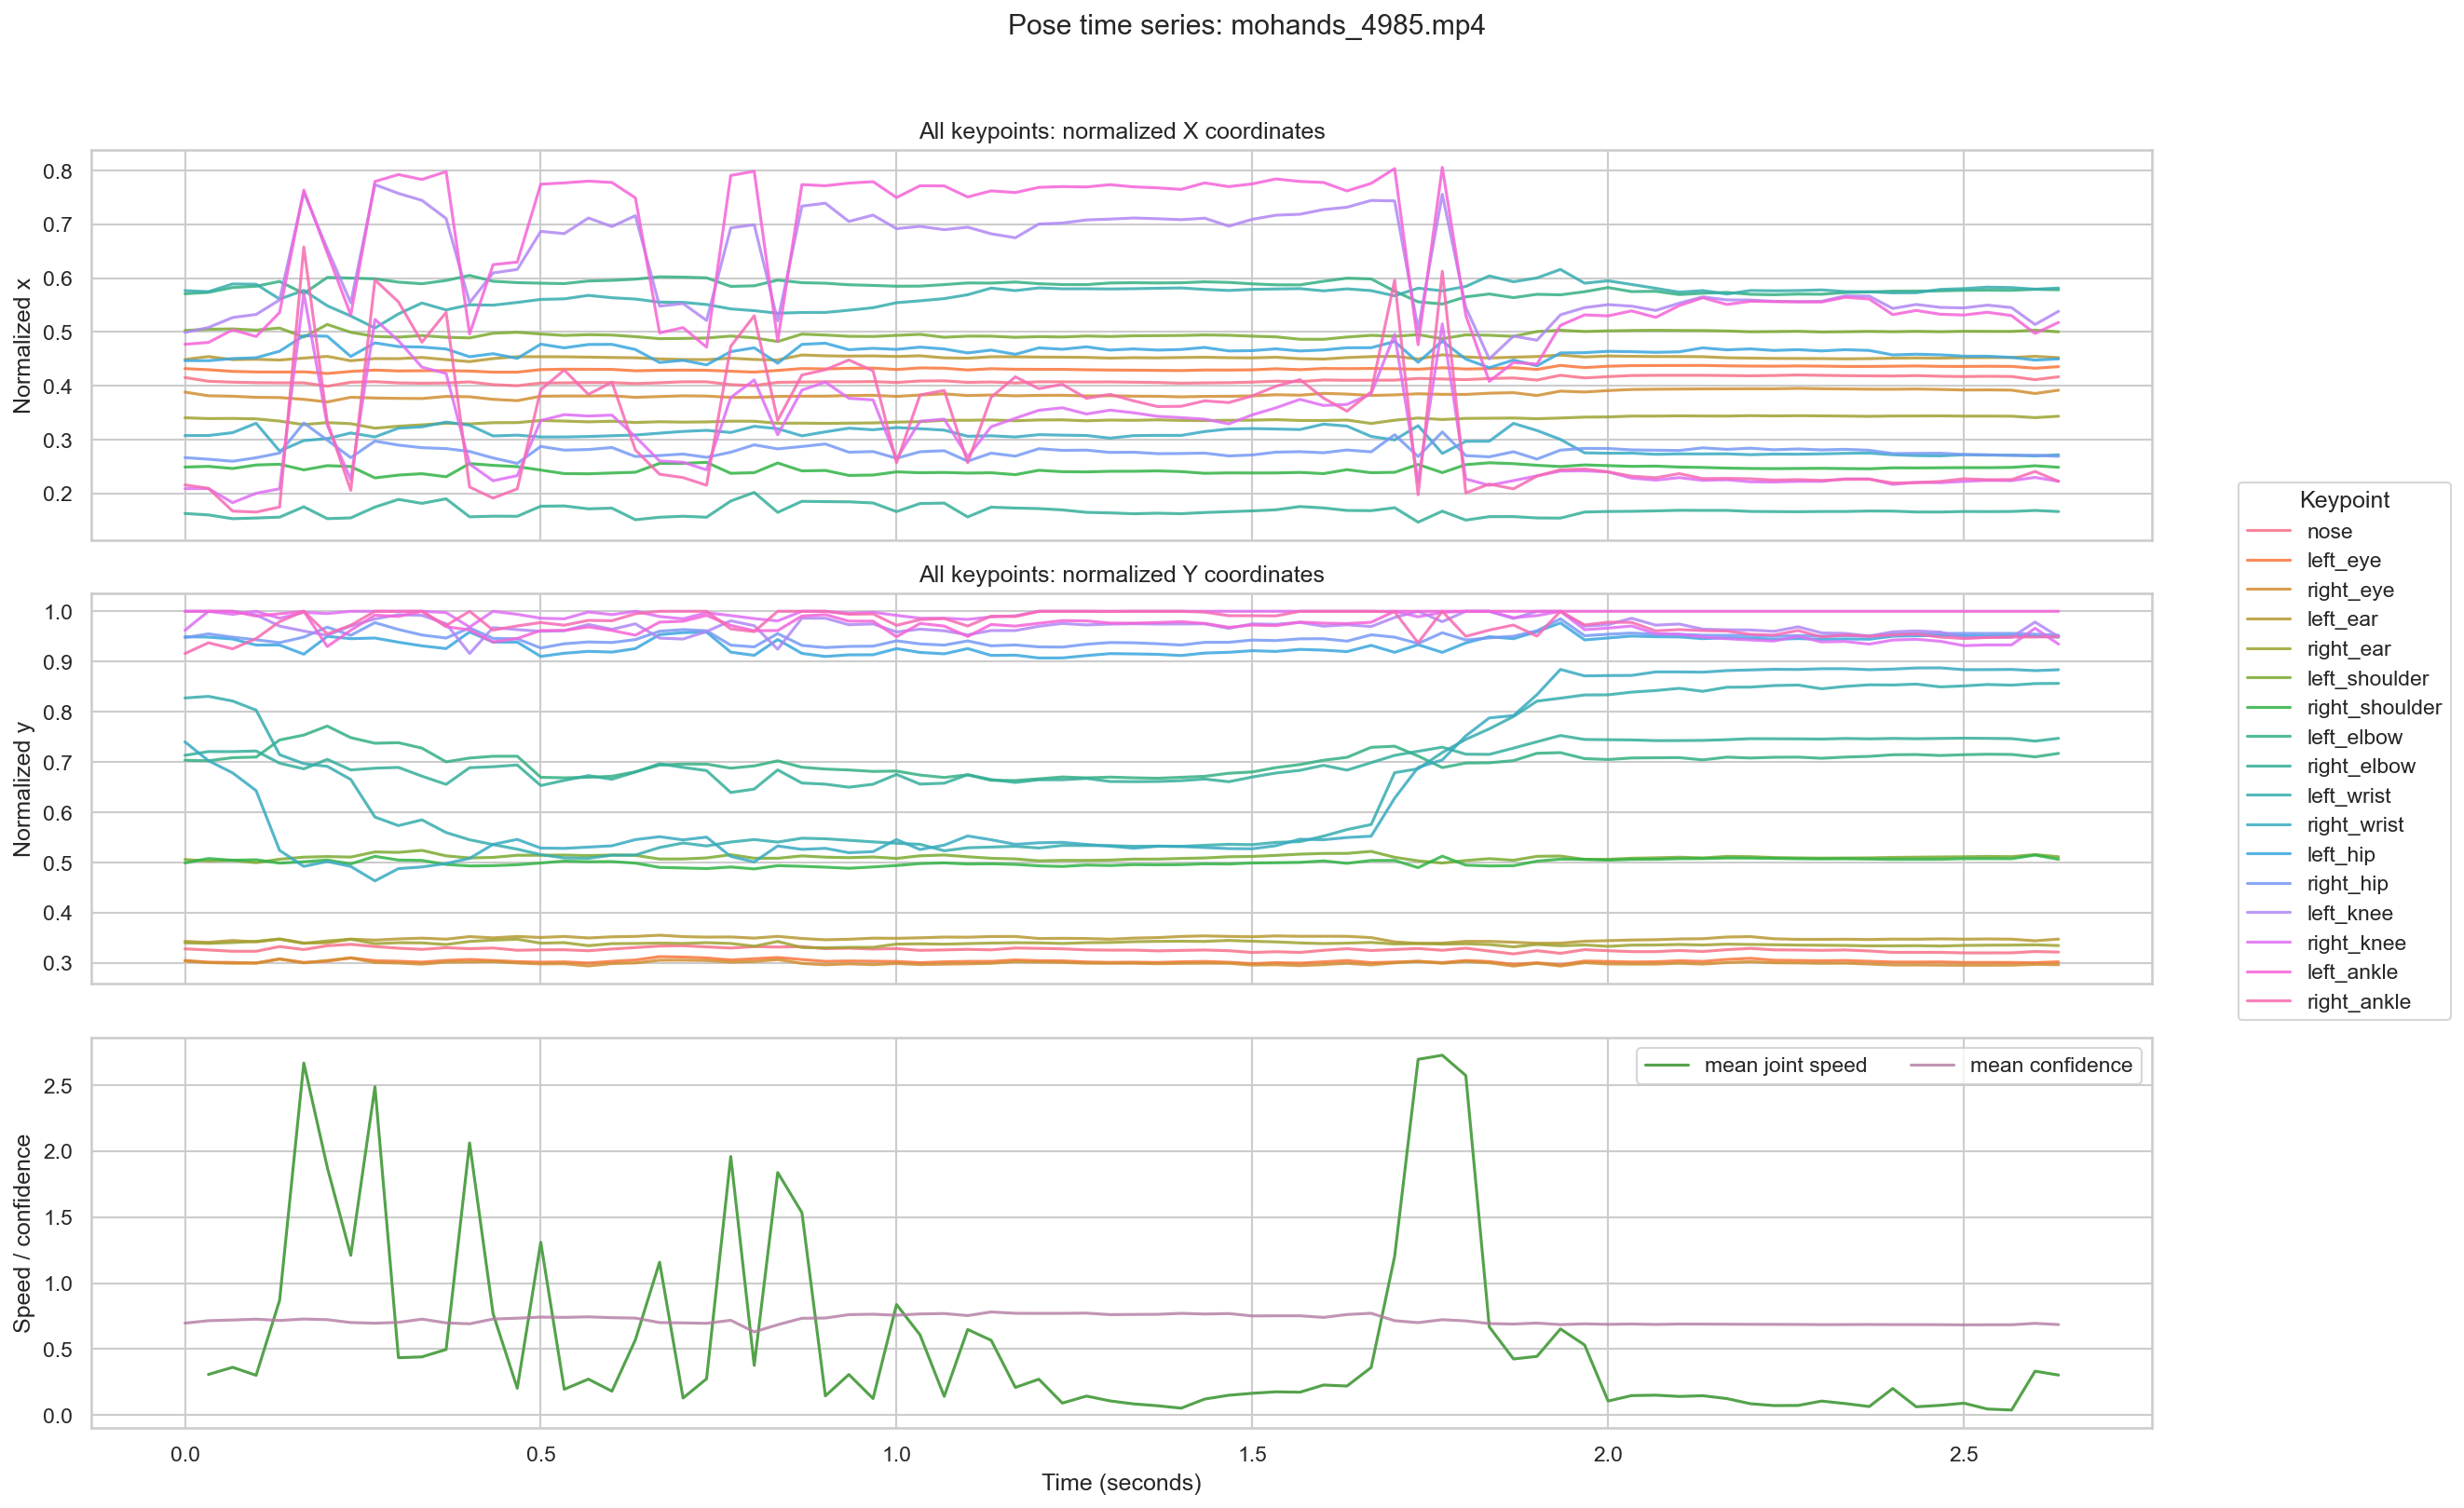 Pose time series: mohands_4985.mp4
All keypoints: normalized X coordinates
Normalized x
0.8
0.7
0.6
0.5
0.4
0.3
0.2
All keypoints: normalized Y coordinates
Normalized y
1.0
0.9
0.8
0.7
0.6
0.5
0.4
0.3
Keypoint
nose
left_eye
right_eye
left_ear
right_ear
left_shoulder
right_shoulder
left_elbow
right_elbow
left_wrist
right_wrist
left_hip
right_hip
left_knee
right_knee
left_ankle
right_ankle
Speed / confidence
2.5
2.0
1.5
1.0
0.5
0.0
mean joint speed mean confidence
0.0 0.5 1.0 1.5 2.0 2.5
Time (seconds)